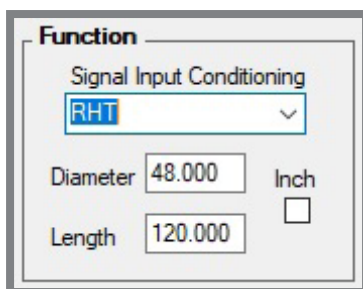 Function
Signal Input Conditioning
RHT
Diameter 48.000 Inch
Length 120.000